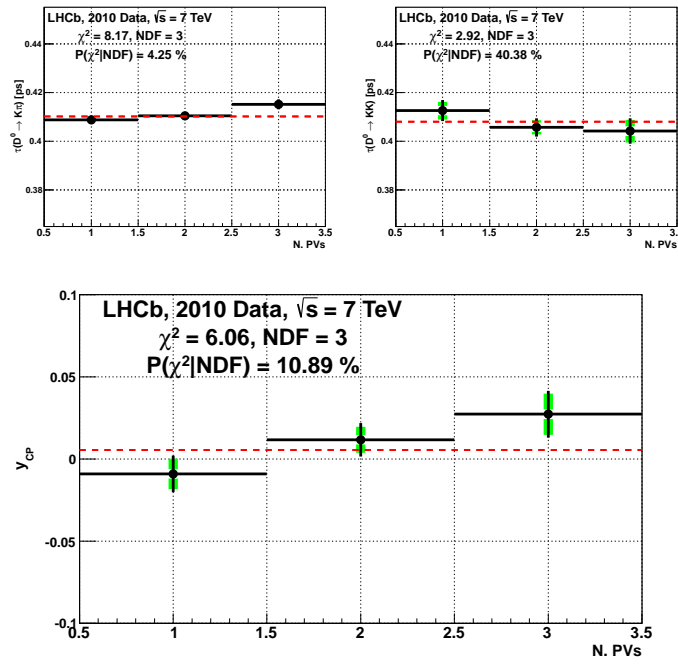 LHCb, 2010 Data, √s = 7 TeV
χ² = 8.17, NDF = 3
P(χ²|NDF) = 4.25 %
τ(D⁰ → Kπ) [ps]
0.44
0.42
0.4
0.38
0.5 1 1.5 2 2.5 3 3.5
N. PVs
LHCb, 2010 Data, √s = 7 TeV
χ² = 2.92, NDF = 3
P(χ²|NDF) = 40.38 %
τ(D⁰ → KK) [ps]
0.44
0.42
0.4
0.38
0.5 1 1.5 2 2.5 3 3.5
N. PVs
LHCb, 2010 Data, √s = 7 TeV
χ² = 6.06, NDF = 3
P(χ²|NDF) = 10.89 %
y_CP
0.1
0.05
0
-0.05
-0.1
0.5 1 1.5 2 2.5 3 3.5
N. PVs